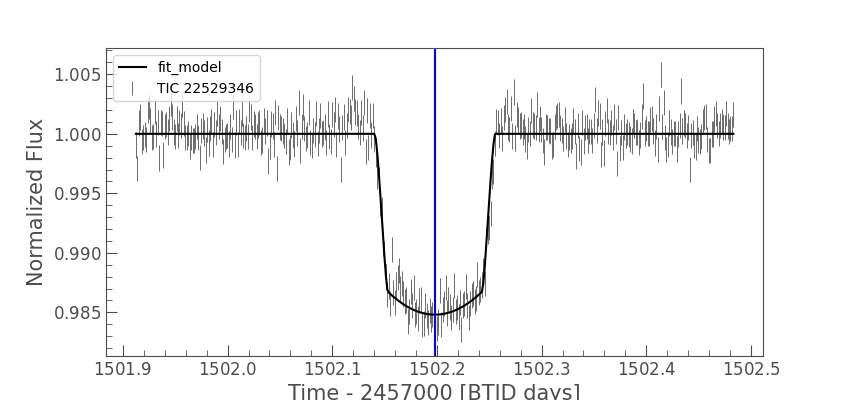 fit_model
TIC 22529346
Normalized Flux
1.005
1.000
0.995
0.990
0.985
1501.9 1502.0 1502.1 1502.2 1502.3 1502.4 1502.5
Time - 2457000 [BTJD days]